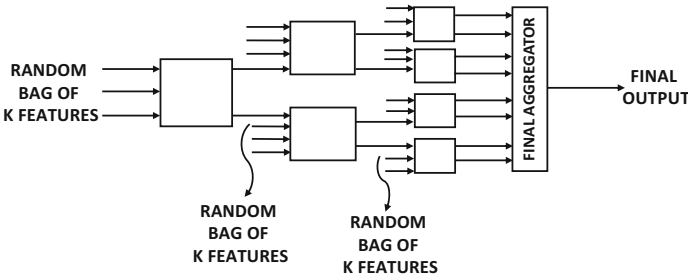 RANDOM
BAG OF
K FEATURES
FINAL AGGREGATOR
FINAL
OUTPUT
RANDOM
BAG OF
K FEATURES
RANDOM
BAG OF
K FEATURES